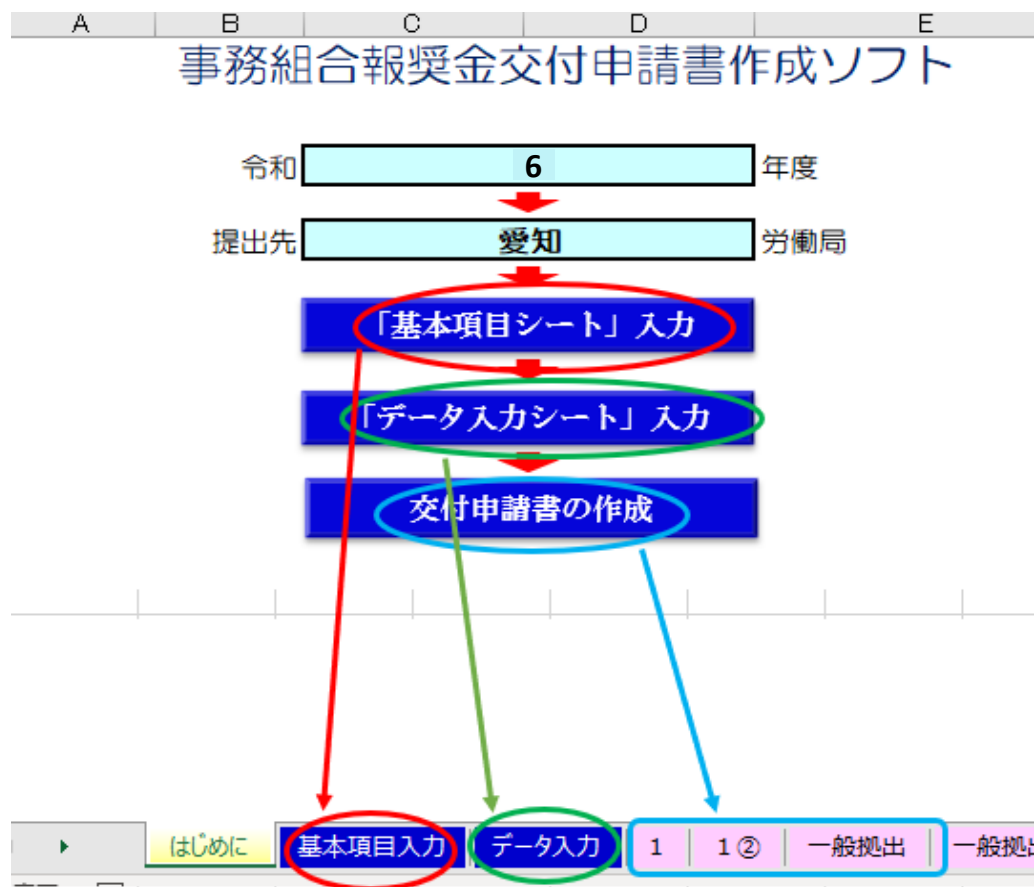 A B C D E
事務組合報奨金交付申請書作成ソフト
令和 6 年度
提出先 愛知 労働局
「基本項目シート」入力
「データ入力シート」入力
交付申請書の作成
はじめに 基本項目入力 データ入力 1 1② 一般拠出 一般拠出